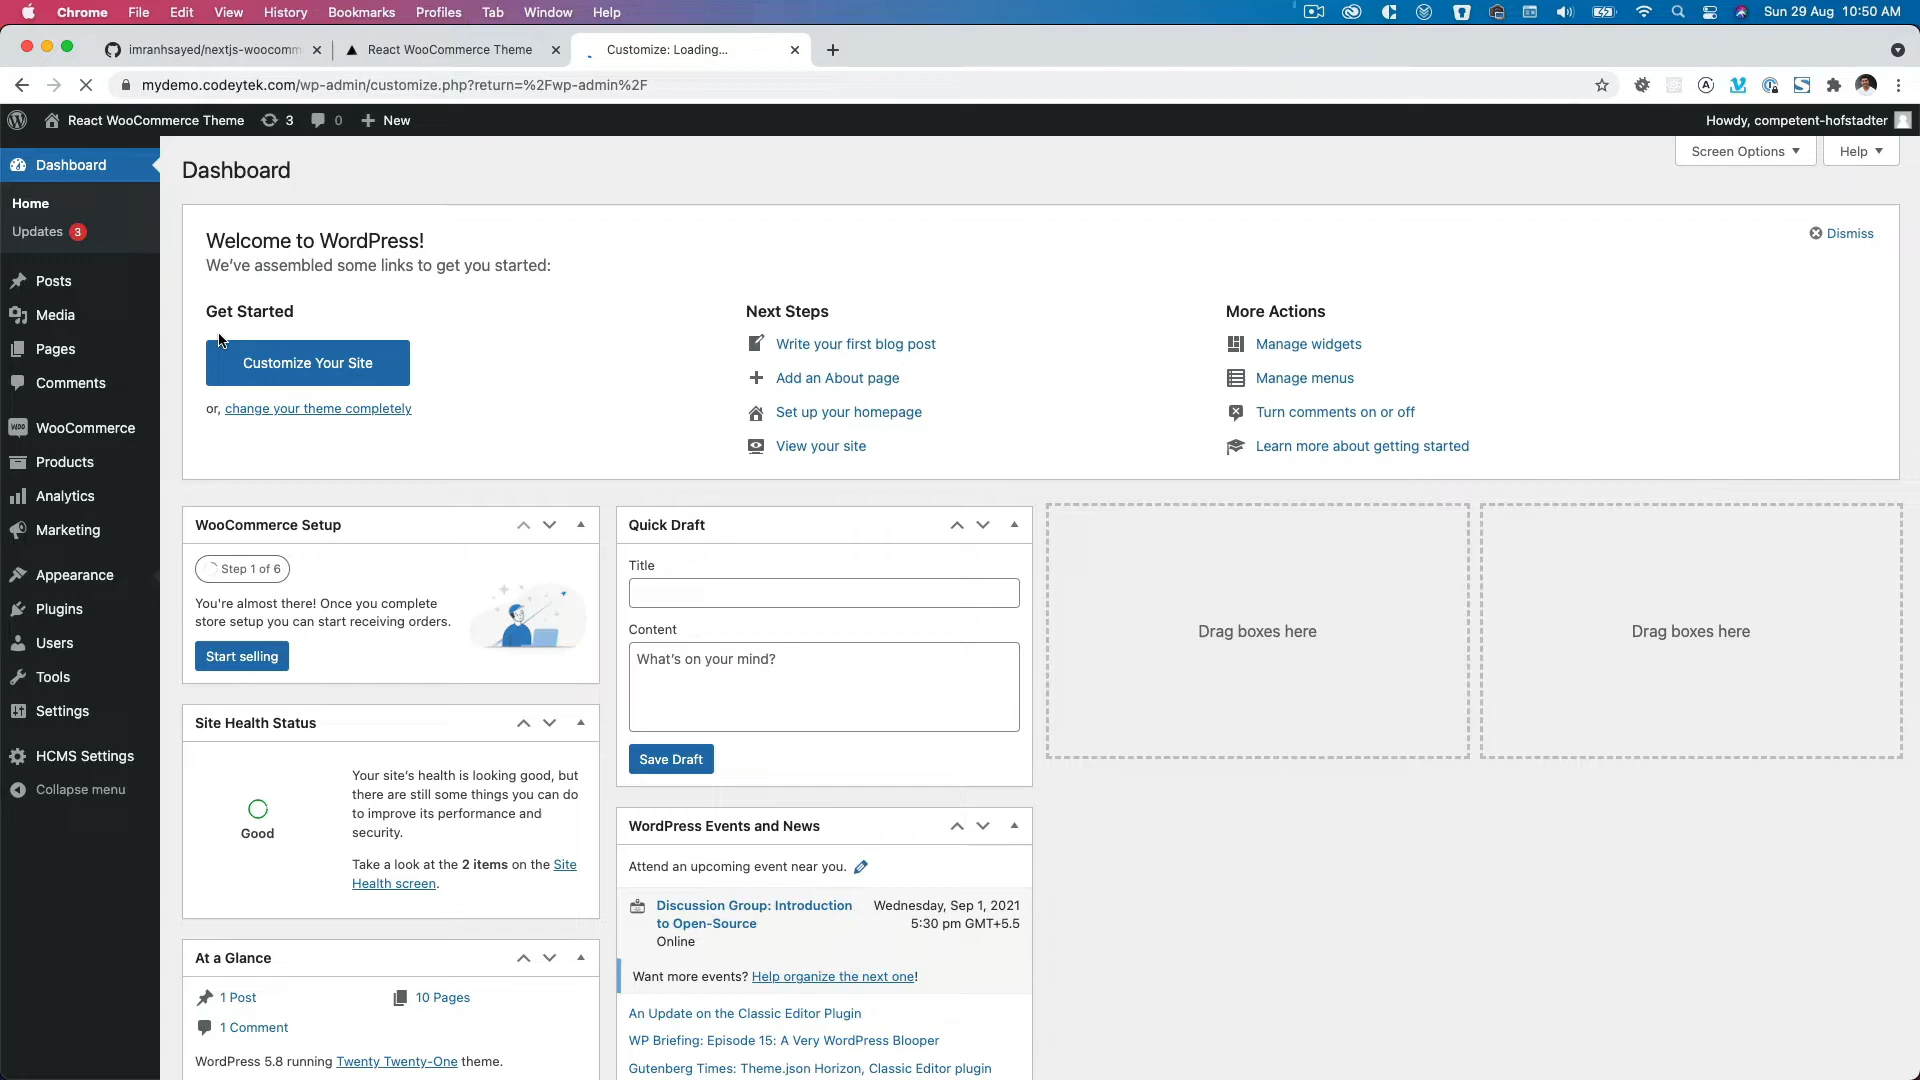 Chrome File Edit View History Bookmarks Profiles Tab Window Help
Sun 29 Aug 10:50 AM
imranhsayed/nextjs-woocomm
React WooCommerce Theme
Customize: Loading...
mydemo.codeytek.com/wp-admin/customize.php?return=%2Fwp-admin%2F
React WooCommerce Theme 3 0 New
Howdy, competent-hofstadter
Screen Options Help
Dashboard
Home
Updates 3
Posts
Media
Pages
Comments
WooCommerce
Products
Analytics
Marketing
Appearance
Plugins
Users
Tools
Settings
HCMS Settings
Collapse menu
Dashboard
Welcome to WordPress!
Dismiss
We've assembled some links to get you started:
Get Started
Customize Your Site
or, change your theme completely
Next Steps
Write your first blog post
Add an About page
Set up your homepage
View your site
More Actions
Manage widgets
Manage menus
Turn comments on or off
Learn more about getting started
WooCommerce Setup
Step 1 of 6
You're almost there! Once you complete
store setup you can start receiving orders.
Start selling
Site Health Status
Good
Your site's health is looking good, but
there are still some things you can do
to improve its performance and
security.
Take a look at the 2 items on the Site
Health screen.
At a Glance
1 Post
10 Pages
1 Comment
WordPress 5.8 running Twenty Twenty-One theme.
Quick Draft
Title
Content
What's on your mind?
Save Draft
WordPress Events and News
Attend an upcoming event near you.
Discussion Group: Introduction
to Open-Source
Online
Wednesday, Sep 1, 2021
5:30 pm GMT+5.5
Want more events? Help organize the next one!
An Update on the Classic Editor Plugin
WP Briefing: Episode 15: A Very WordPress Blooper
Gutenberg Times: Theme.json Horizon, Classic Editor plugin
Drag boxes here
Drag boxes here